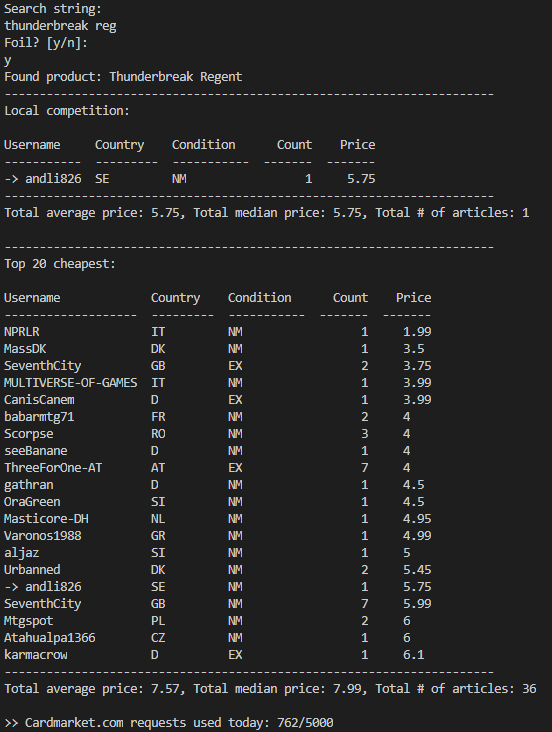 Search string:
thunderbreak reg
Foil? [y/n]:
y
Found product: Thunderbreak Regent
----------------------------------------------------------------------
Local competition:
Username Country Condition Count Price
----------- --------- ----------- ------- -------
-> andli826 SE NM 1 5.75
----------------------------------------------------------------------
Total average price: 5.75, Total median price: 5.75, Total # of articles: 1
----------------------------------------------------------------------
Top 20 cheapest:
Username Country Condition Count Price
------------------- --------- ----------- ------- -------
NPRLR IT NM 1 1.99
MassDK DK NM 1 3.5
SeventhCity GB EX 2 3.75
MULTIVERSE-OF-GAMES IT NM 1 3.99
CanisCanem D EX 1 3.99
babarmtg71 FR NM 2 4
Scorpse RO NM 3 4
seeBanane D NM 1 4
ThreeForOne-AT AT EX 7 4
gathran D NM 1 4.5
OraGreen SI NM 1 4.5
Masticore-DH NL NM 1 4.95
Varonos1988 GR NM 1 4.99
aljaz SI NM 1 5
Urbanned DK NM 2 5.45
-> andli826 SE NM 1 5.75
SeventhCity GB NM 7 5.99
Mtgspot PL NM 2 6
Atahualpa1366 CZ NM 1 6
karmacrow D EX 1 6.1
----------------------------------------------------------------------
Total average price: 7.57, Total median price: 7.99, Total # of articles: 36
>> Cardmarket.com requests used today: 762/5000